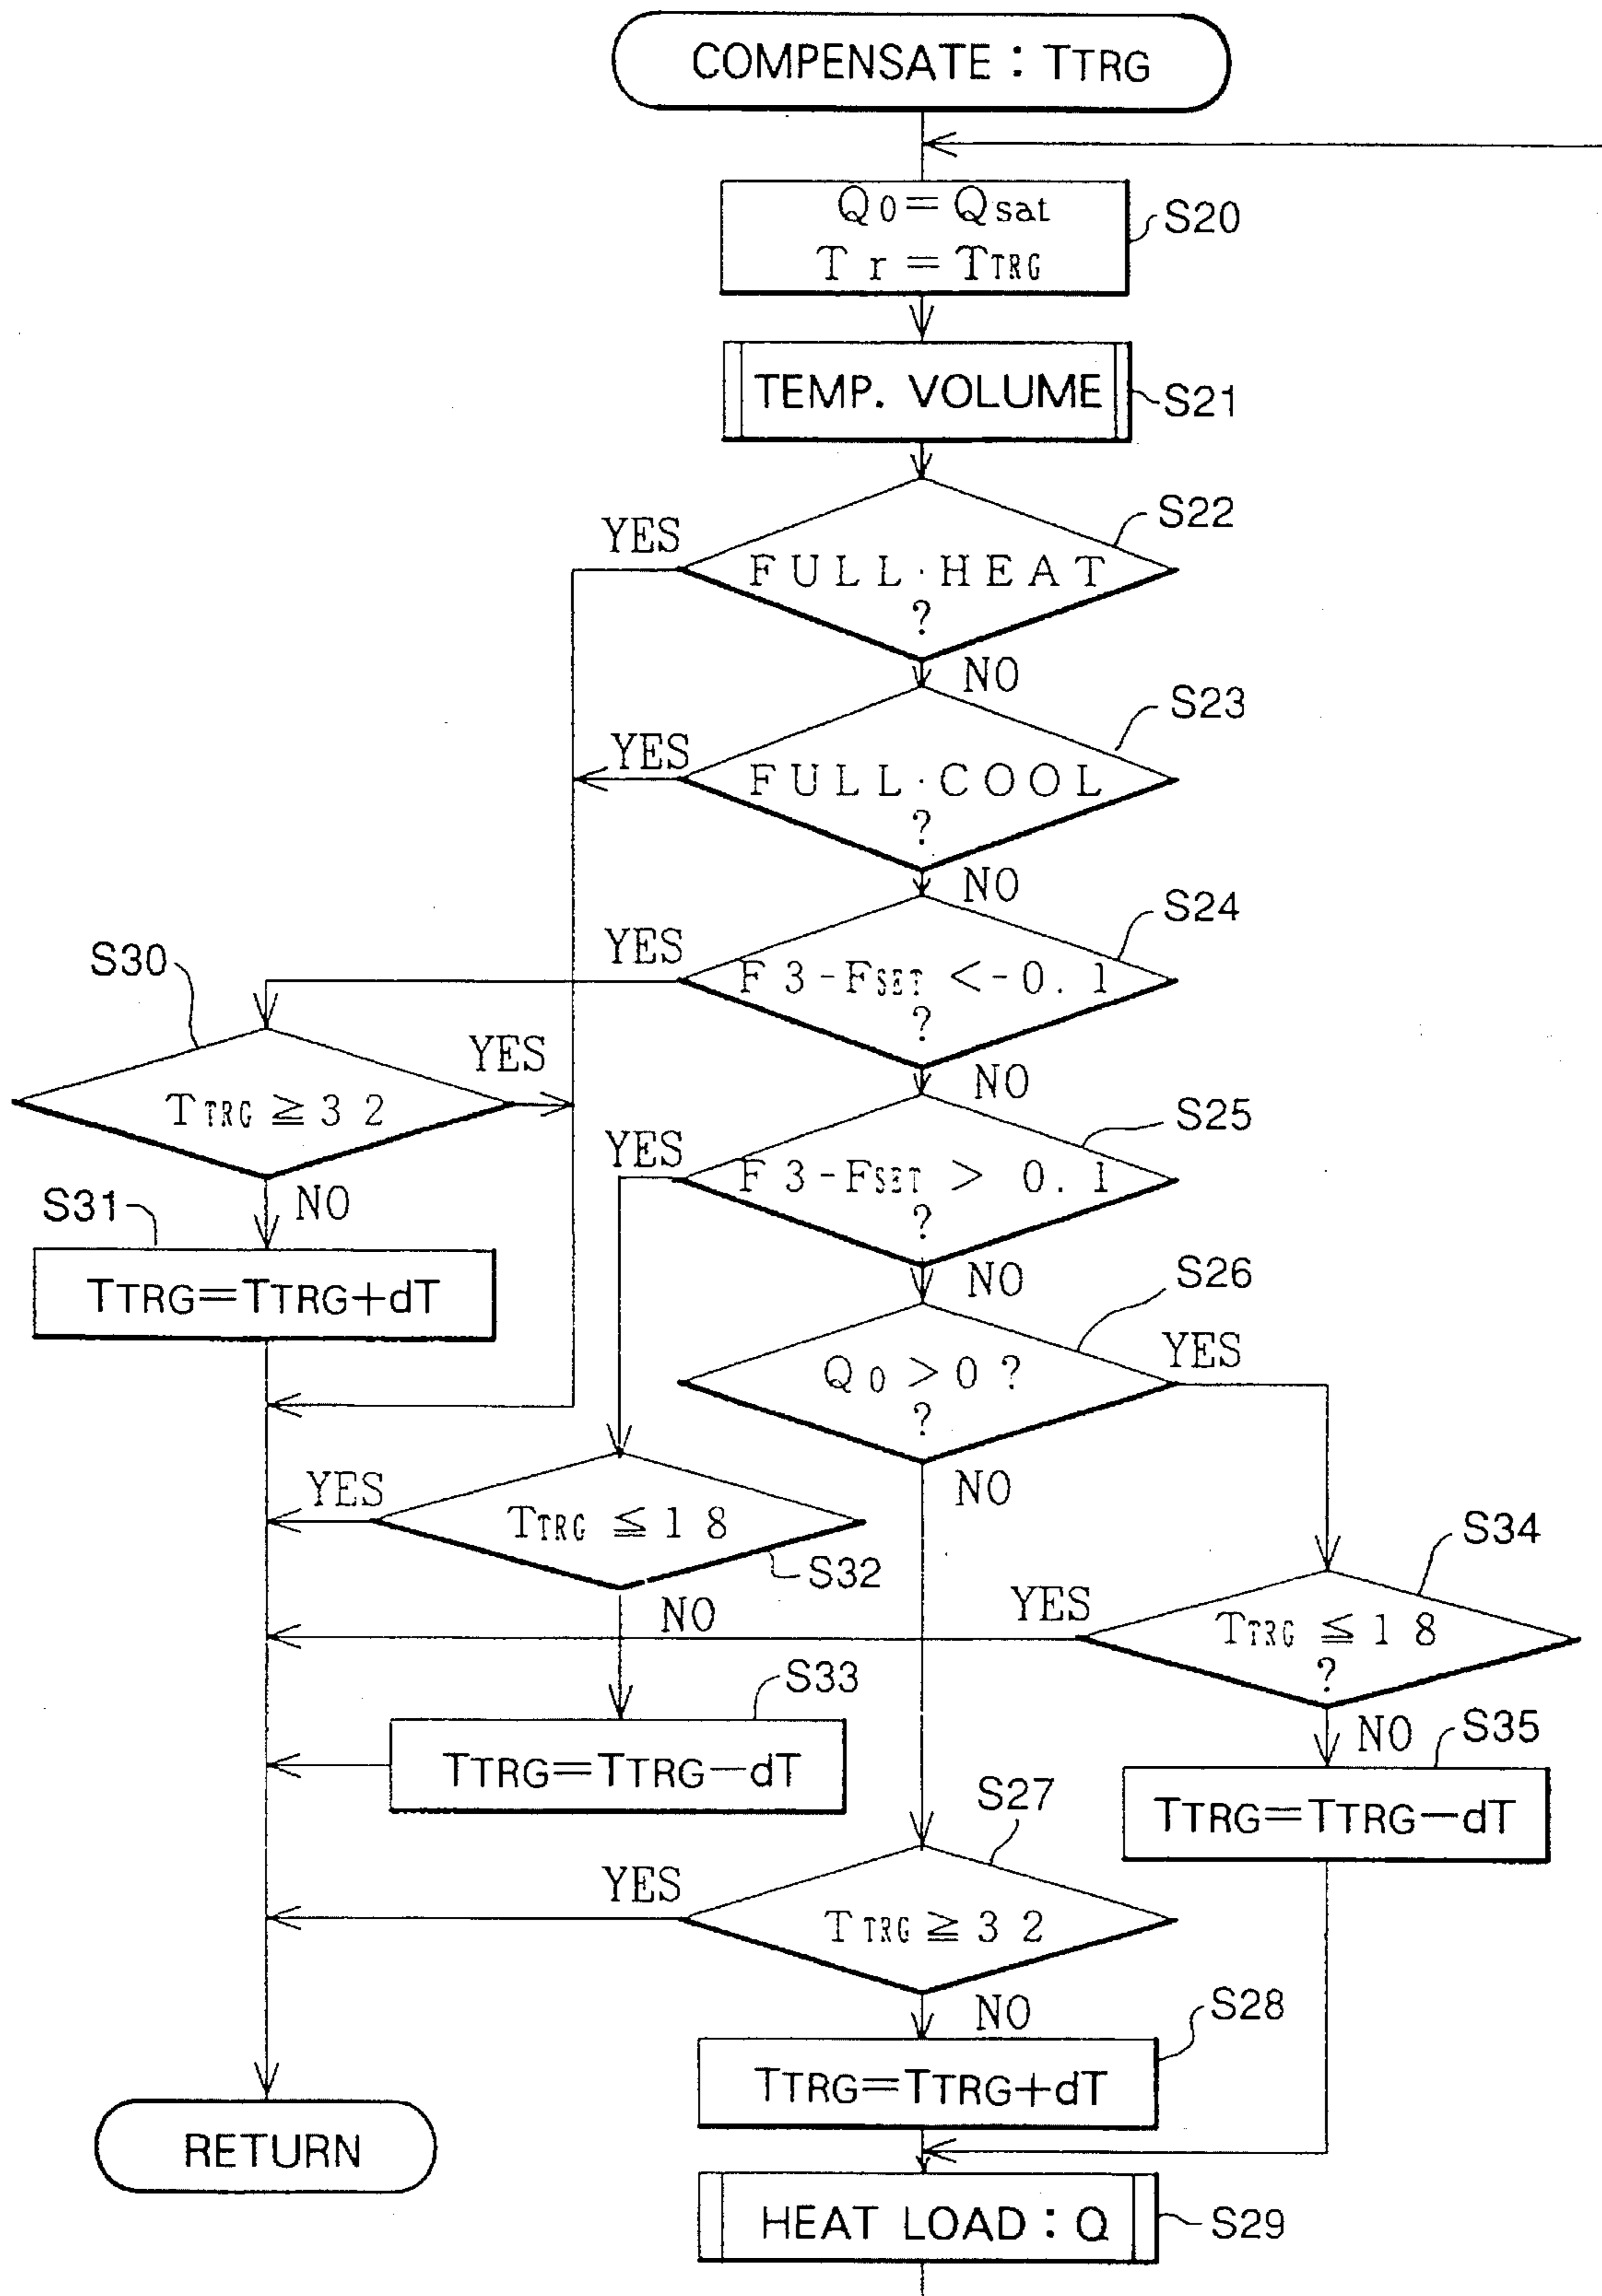 COMPENSATE : TTRG
Q0=Qsat
Tr=TTRG
S20
TEMP. VOLUME
S21
S22
YES
FULL·HEAT
?
NO
S23
YES
FULL·COOL
?
NO
S24
YES
F3-FSET<-0.1
?
NO
S30
YES
TTRG≧32
NO
S25
YES
F3-FSET> 0.1
?
NO
S31
TTRG=TTRG+dT
S26
YES
Q0>0?
?
NO
YES
TTRG≦18
S32
NO
S34
YES
TTRG≦18
?
NO
S33
TTRG=TTRG−dT
S35
TTRG=TTRG−dT
S27
YES
TTRG≧32
NO
S28
TTRG=TTRG+dT
RETURN
HEAT LOAD : Q
S29